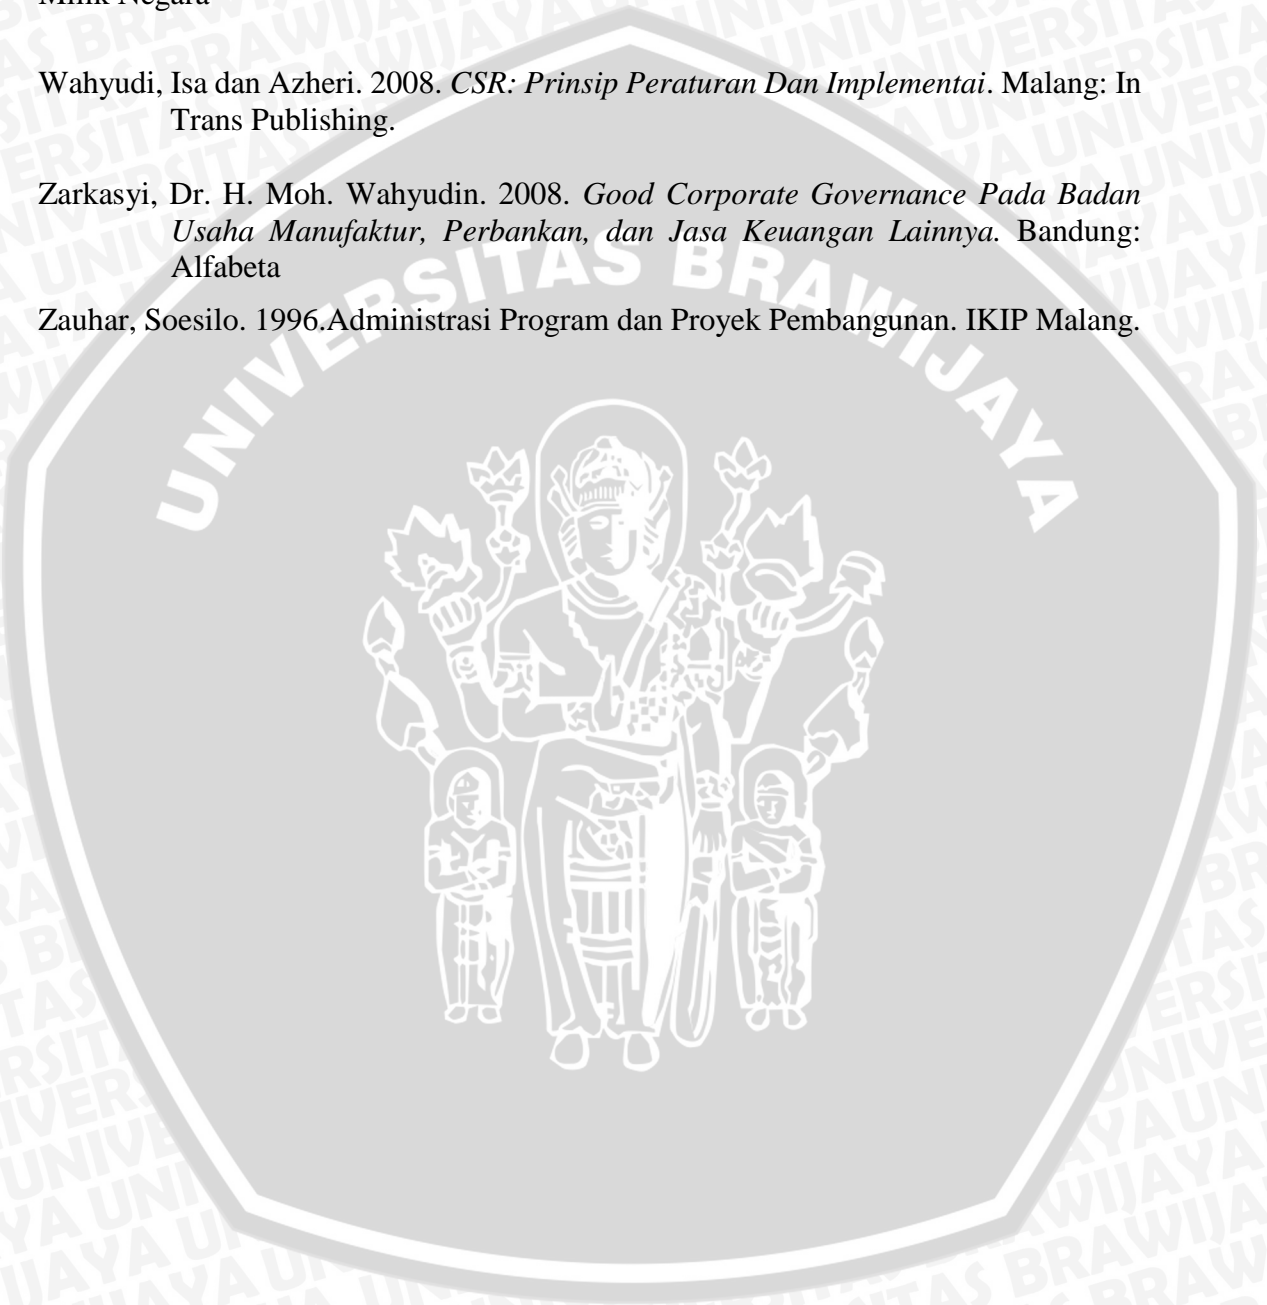 Milik Negara
Wahyudi, Isa dan Azheri. 2008. CSR: Prinsip Peraturan Dan Implementai. Malang: In
Trans Publishing.
Zarkasyi, Dr. H. Moh. Wahyudin. 2008. Good Corporate Governance Pada Badan
Usaha Manufaktur, Perbankan, dan Jasa Keuangan Lainnya. Bandung:
Alfabeta
Zauhar, Soesilo. 1996.Administrasi Program dan Proyek Pembangunan. IKIP Malang.
UNIVERSITAS BRAWIJAYA